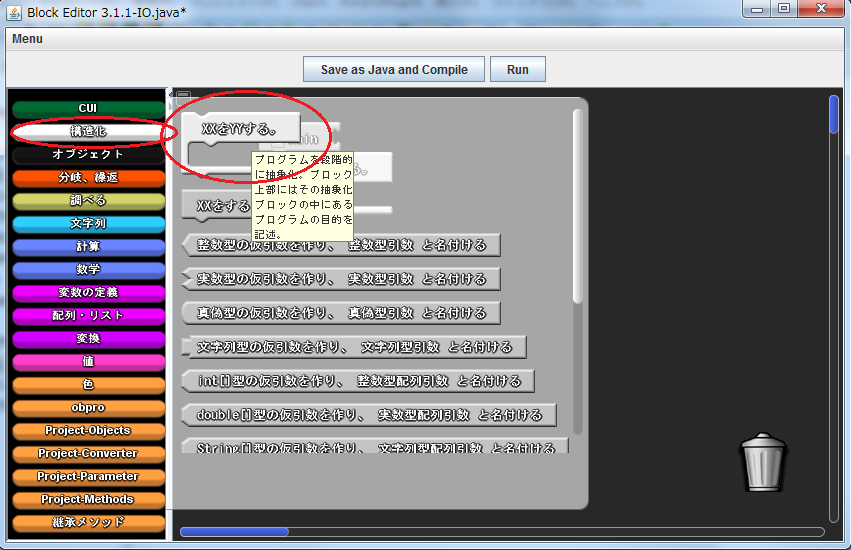 Block Editor 3.1.1-IO.java*
Menu
Save as Java and Compile
Run
CUI
構造化
オブジェクト
分岐、繰返
調べる
文字列
計算
数学
変数の定義
配列・リスト
変換
値
色
obpro
Project-Objects
Project-Converter
Project-Parameter
Project-Methods
継承メソッド
XXをYYする。
プログラムを段階的
に抽象化。ブロック
上部にはその抽象化
ブロックの中にある
プログラムの目的を
記述。
XXをする
整数型の仮引数を作り、 整数型引数 と名付ける
実数型の仮引数を作り、 実数型引数 と名付ける
真偽型の仮引数を作り、 真偽型引数 と名付ける
文字列型の仮引数を作り、 文字列型引数 と名付ける
int[]型の仮引数を作り、 整数型配列引数 と名付ける
double[]型の仮引数を作り、 実数型配列引数 と名付ける
String[]型の仮引数を作り、 文字列型配列引数 と名付ける